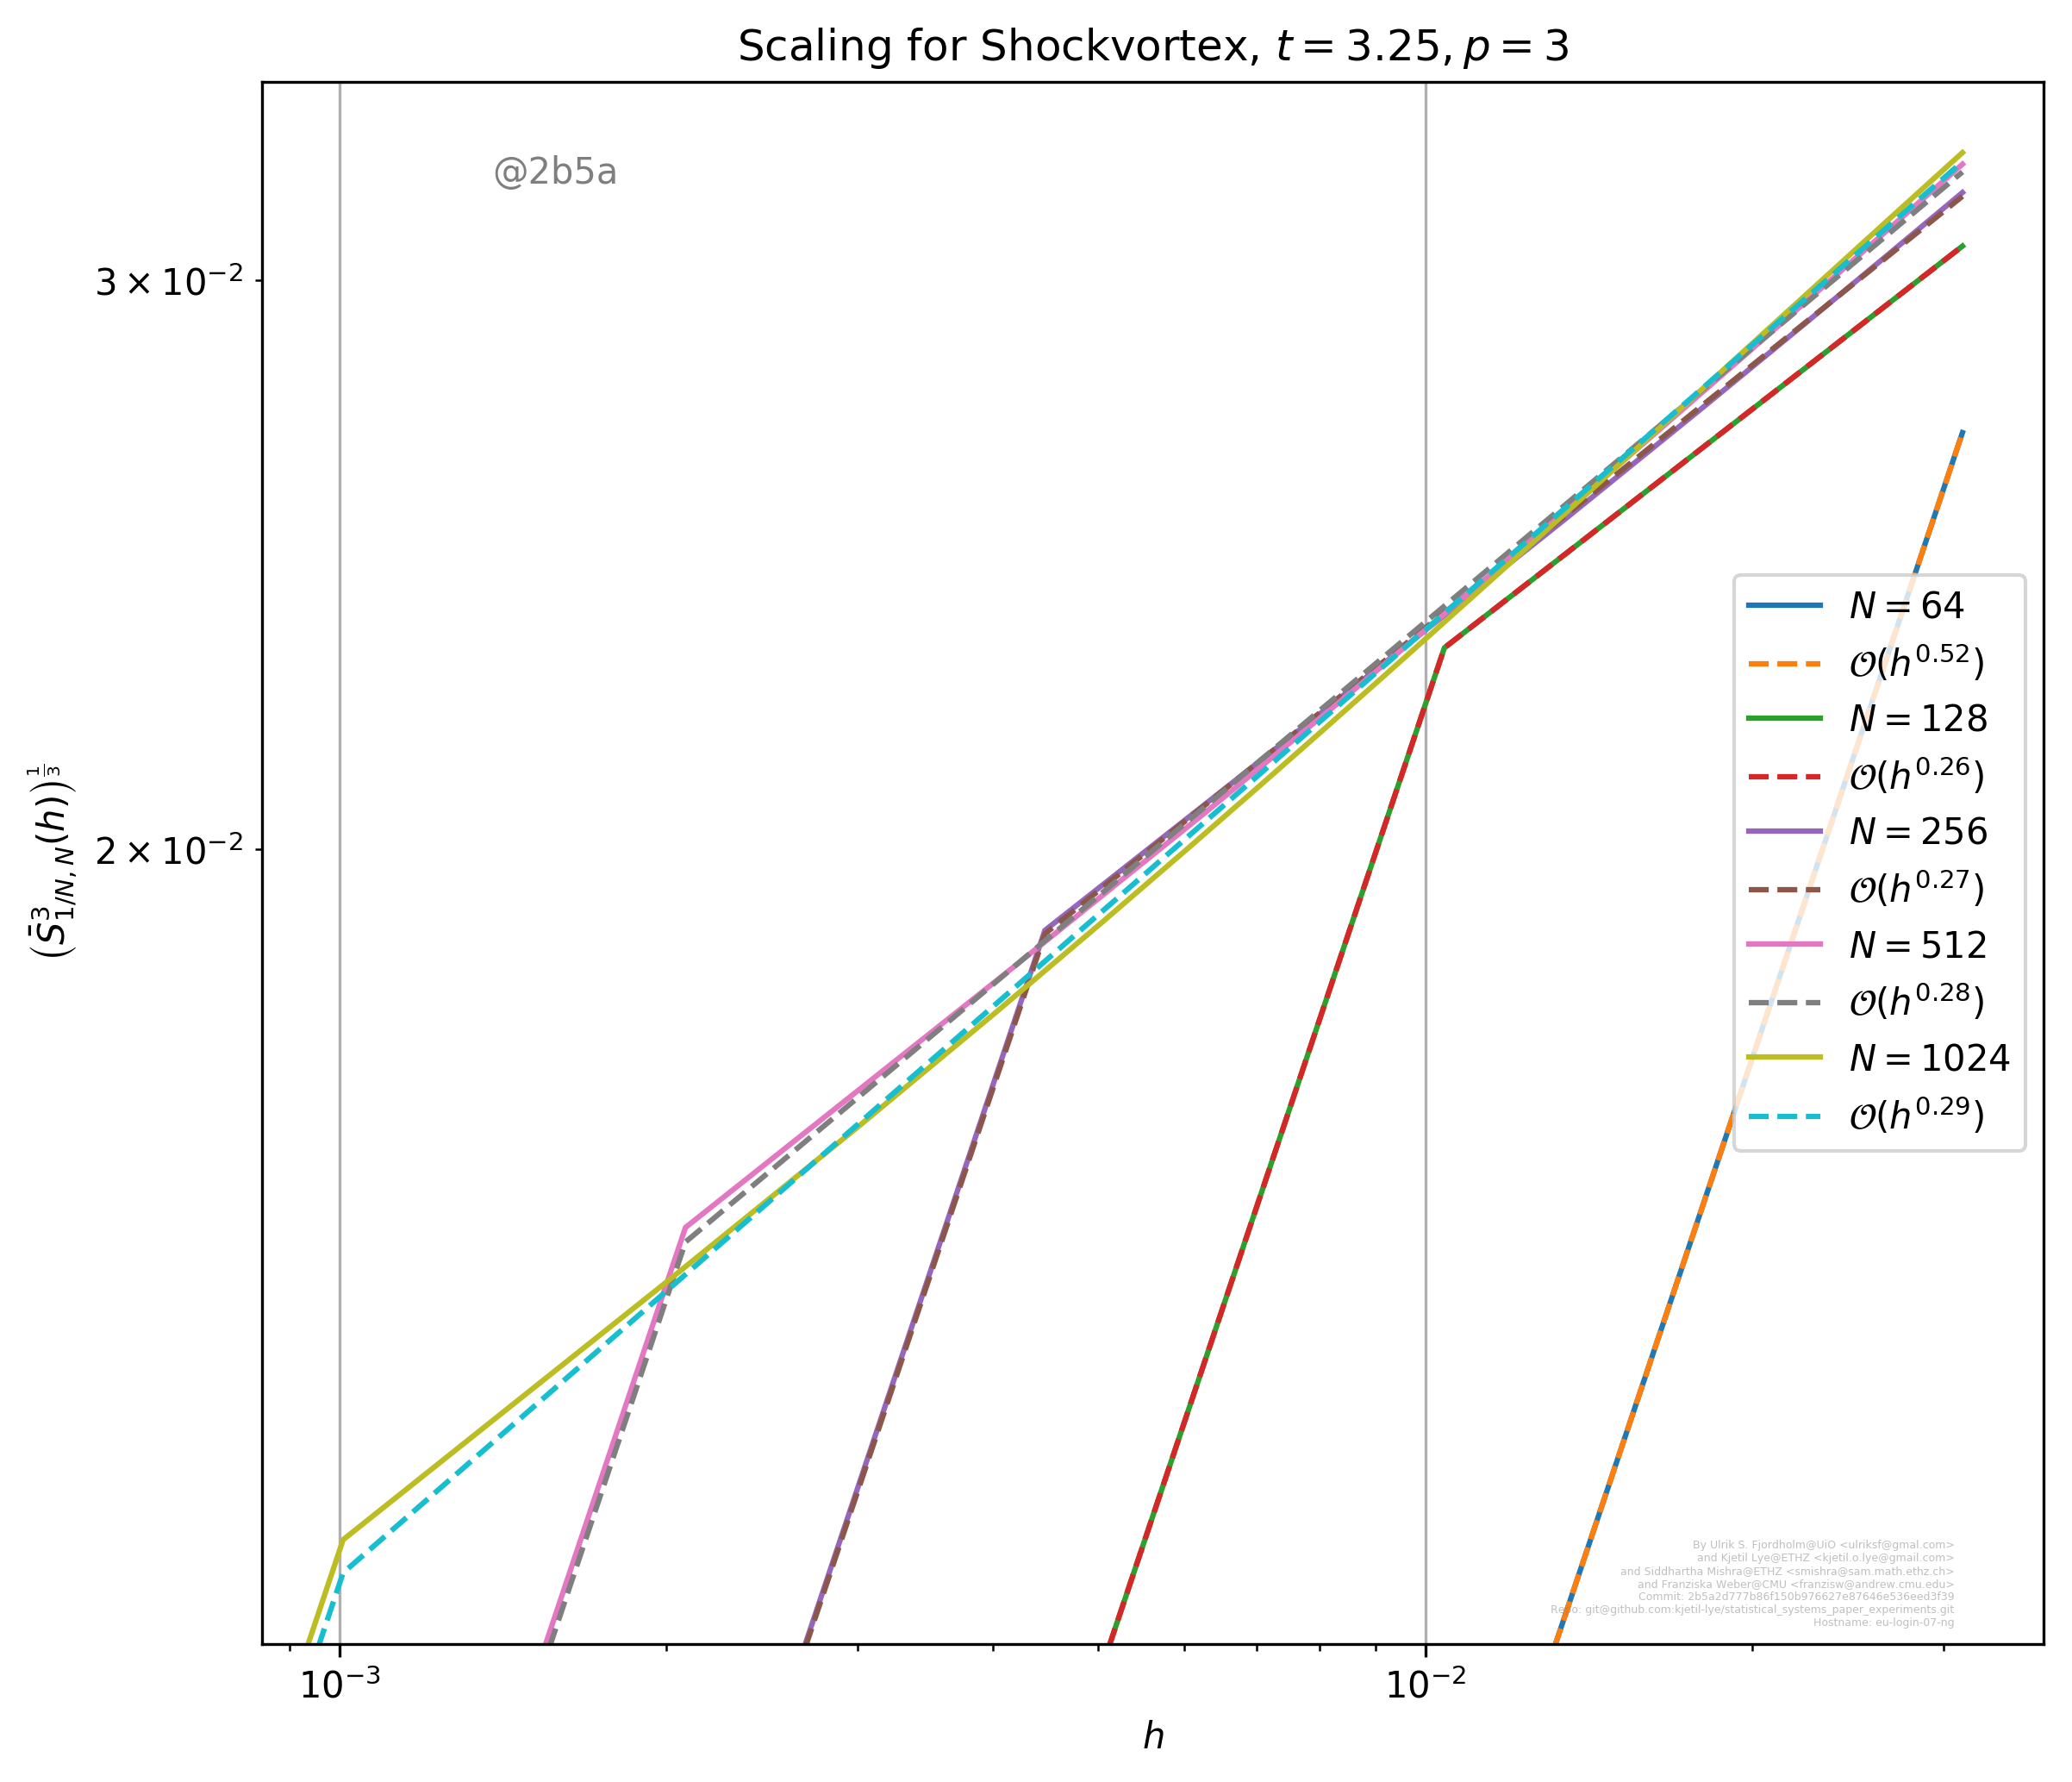 Scaling for Shockvortex, t = 3.25, p = 3
@2b5a
3 × 10⁻²
2 × 10⁻²
(S̄³₁/N, N(h))^(1/3)
N = 64
𝒪(h^0.52)
N = 128
𝒪(h^0.26)
N = 256
𝒪(h^0.27)
N = 512
𝒪(h^0.28)
N = 1024
𝒪(h^0.29)
By Ulrik S. Fjordholm@UiO <ulriksf@gmal.com>
and Kjetil Lye@ETHZ <kjetil.o.lye@gmail.com>
and Siddhartha Mishra@ETHZ <smishra@sam.math.ethz.ch>
and Franziska Weber@CMU <franzisw@andrew.cmu.edu>
Commit: 2b5a2d777b86f150b976627e87646e536eed3f39
Repo: git@github.com:kjetil-lye/statistical_systems_paper_experiments.git
Hostname: eu-login-07-ng
10⁻³
10⁻²
h